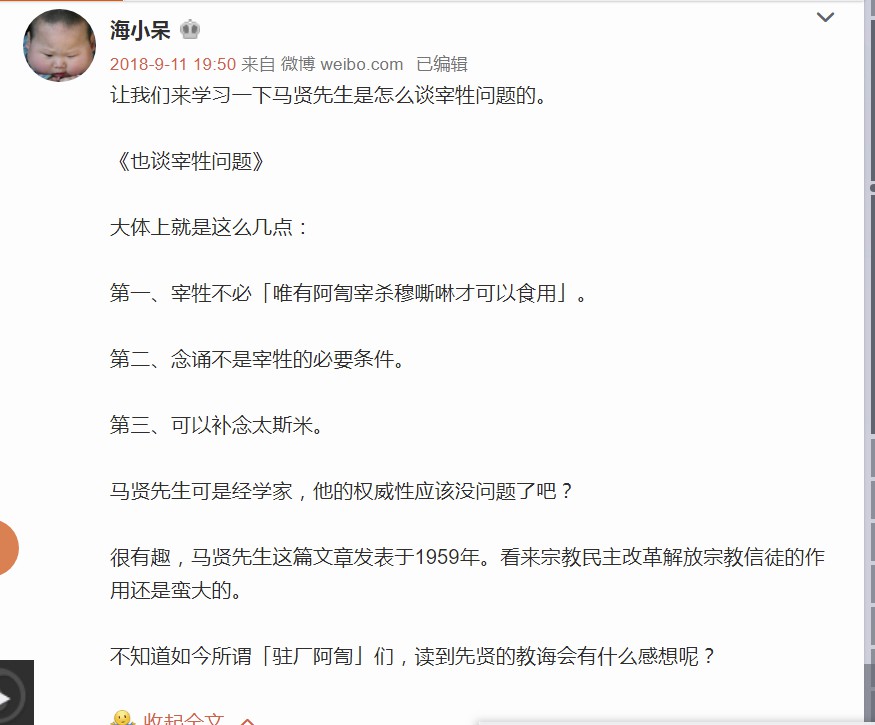 海小呆
2018-9-11 19:50 来自 微博 weibo.com 已编辑
让我们来学习一下马贤先生是怎么谈宰牲问题的。
《也谈宰牲问题》
大体上就是这么几点：
第一、宰牲不必「唯有阿訇宰杀穆嘶啉才可以食用」。
第二、念诵不是宰牲的必要条件。
第三、可以补念太斯米。
马贤先生可是经学家，他的权威性应该没问题了吧？
很有趣，马贤先生这篇文章发表于1959年。看来宗教民主改革解放宗教信徒的作
用还是蛮大的。
不知道如今所谓「驻厂阿訇」们，读到先贤的教诲会有什么感想呢？
收起全文